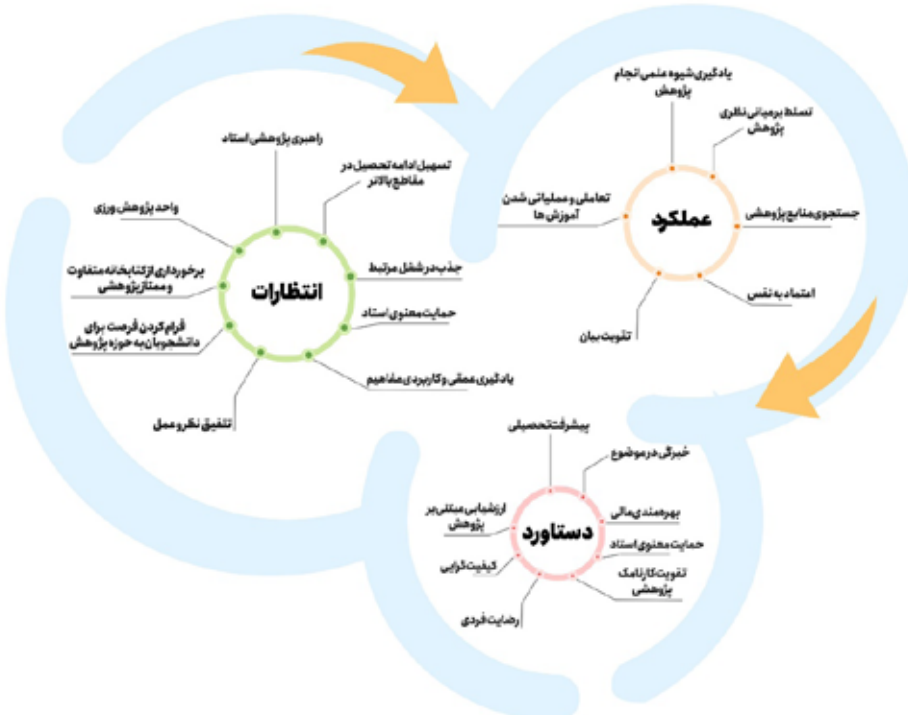 یادگیری شیوه علمی انجام
پژوهش
تسلط بر مبانی نظری
پژوهش
جستجوی منابع پژوهشی
اعتماد به نفس
تقویت بیان
تعاملی و عملیاتی شدن
آموزش ها
عملکرد
راهبری پژوهشی استاد
تسهیل ادامه تحصیل در
مقاطع بالاتر
جذب در شغل مرتبط
حمایت معنوی استاد
یادگیری عمقی و کاربردی مفاهیم
تلفیق نظر و عمل
فراهم کردن فرصت برای
دانشجویان به حوزه پژوهش
برخورداری از کتابخانه متفاوت
و ممتاز پژوهشی
واحد پژوهش ورزی
انتظارات
پیشرفت تحصیلی
خبرگی در موضوع
بهره‌مندی مالی
حمایت معنوی استاد
تقویت کارنامک
پژوهشی
رضایت فردی
کیفیت گرایی
ارزشیابی مبتنی بر
پژوهش
دستاورد